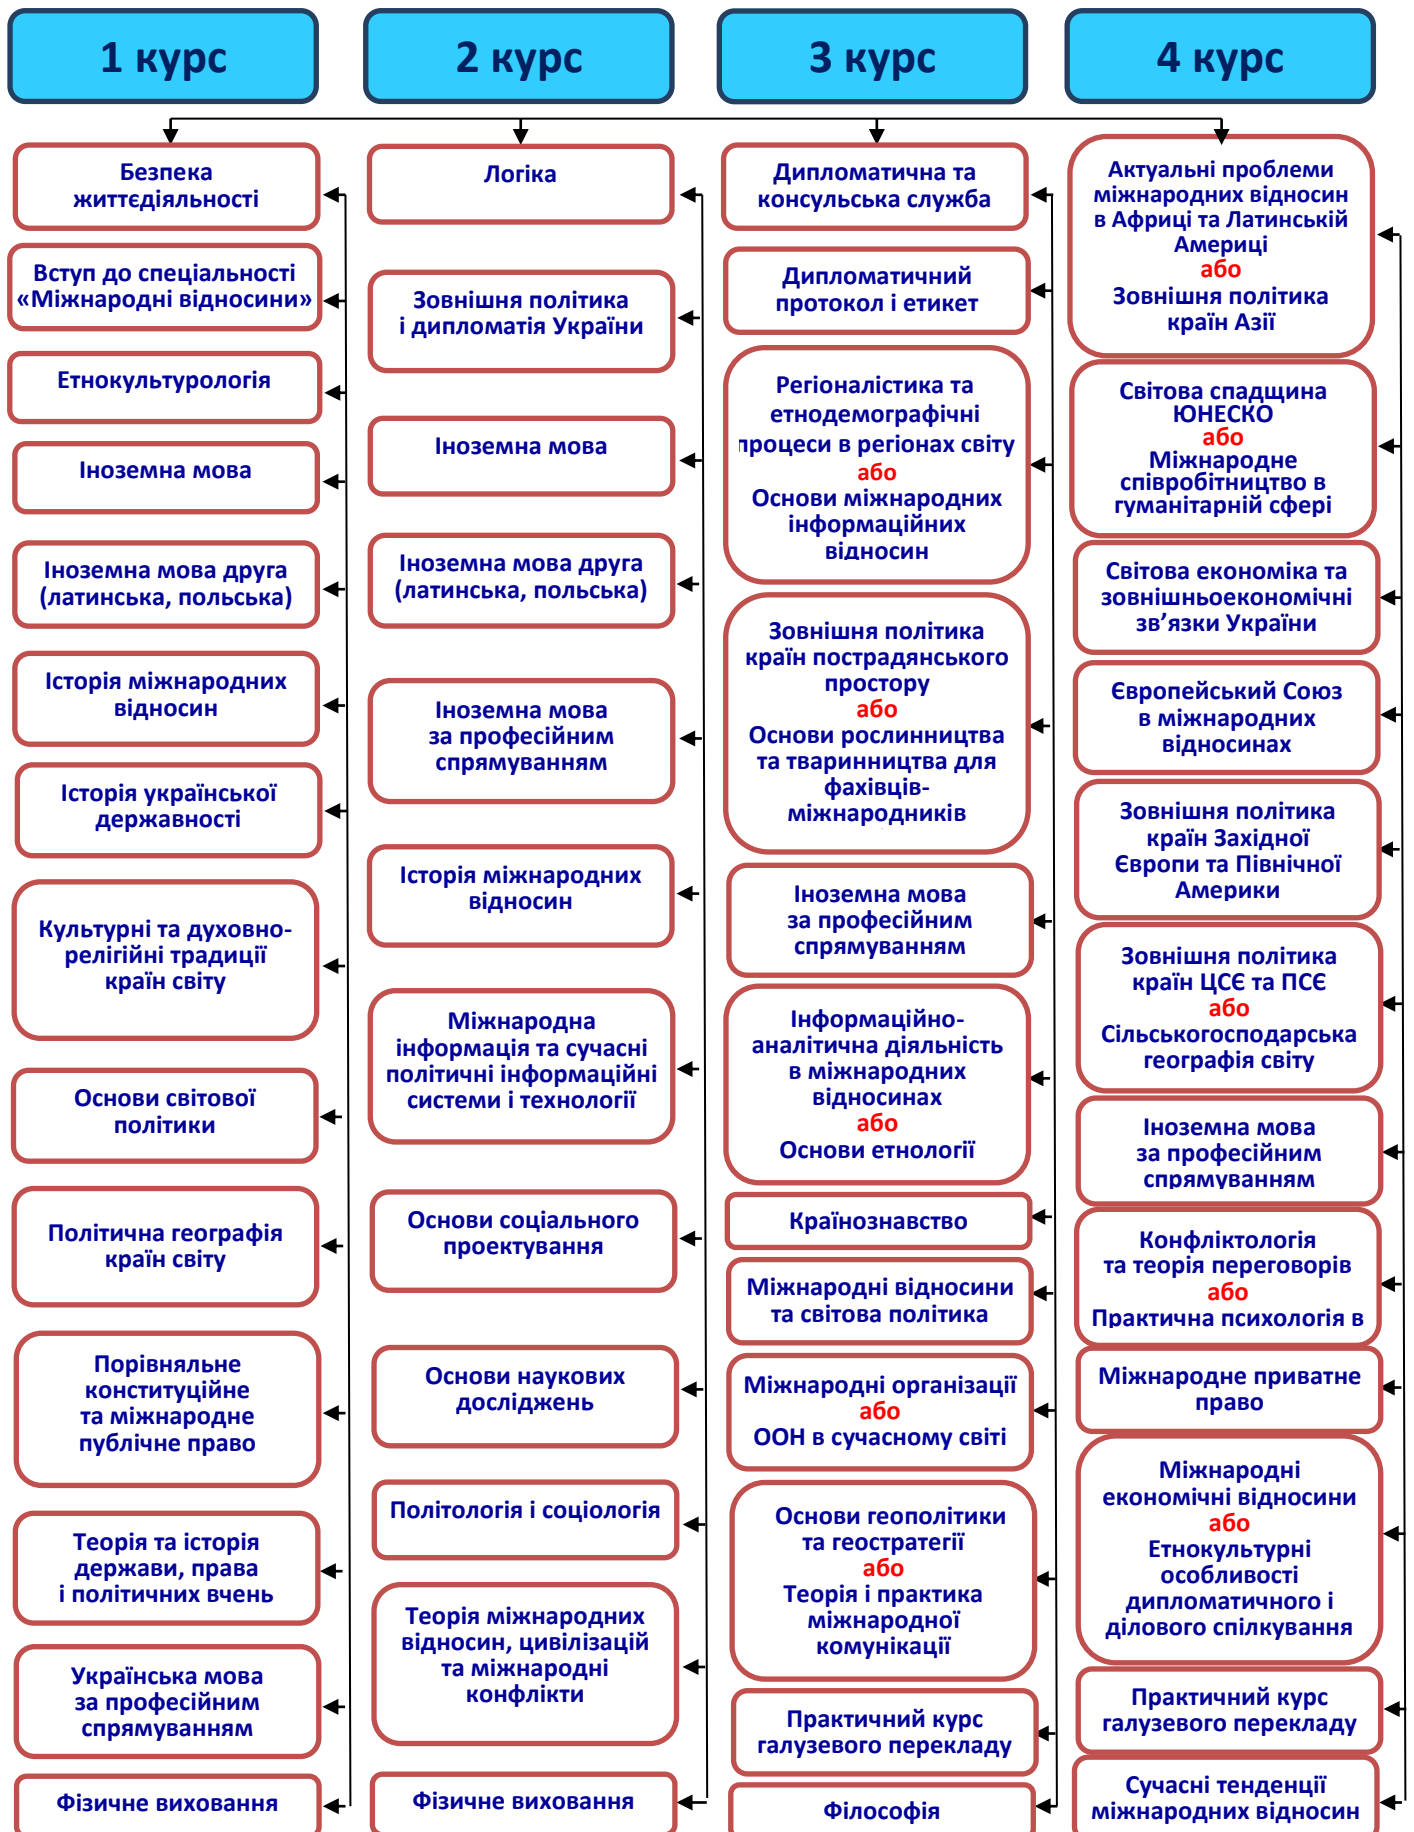 1 курс
2 курс
3 курс
4 курс
Безпека
життєдіяльності
Вступ до спеціальності
«Міжнародні відносини»
Етнокультурологія
Іноземна мова
Іноземна мова друга
(латинська, польська)
Історія міжнародних
відносин
Історія української
державності
Культурні та духовно-
релігійні традиції
країн світу
Основи світової
політики
Політична географія
країн світу
Порівняльне
конституційне
та міжнародне
публічне право
Теорія та історія
держави, права
і політичних вчень
Українська мова
за професійним
спрямуванням
Фізичне виховання
Логіка
Зовнішня політика
і дипломатія України
Іноземна мова
Іноземна мова друга
(латинська, польська)
Іноземна мова
за професійним
спрямуванням
Історія міжнародних
відносин
Міжнародна
інформація та сучасні
політичні інформаційні
системи і технології
Основи соціального
проектування
Основи наукових
досліджень
Політологія і соціологія
Теорія міжнародних
відносин, цивілізацій
та міжнародні
конфлікти
Фізичне виховання
Дипломатична та
консульська служба
Дипломатичний
протокол і етикет
Регіоналістика та
етнодемографічні
процеси в регіонах світу
або
Основи міжнародних
інформаційних
відносин
Зовнішня політика
країн пострадянського
простору
або
Основи рослинництва
та тваринництва для
фахівців-
міжнародників
Іноземна мова
за професійним
спрямуванням
Інформаційно-
аналітична діяльність
в міжнародних
відносинах
або
Основи етнології
Країнознавство
Міжнародні відносини
та світова політика
Міжнародні організації
або
ООН в сучасному світі
Основи геополітики
та геостратегії
або
Теорія і практика
міжнародної
комунікації
Практичний курс
галузевого перекладу
Філософія
Актуальні проблеми
міжнародних відносин
в Африці та Латинській
Америці
або
Зовнішня політика
країн Азії
Світова спадщина
ЮНЕСКО
або
Міжнародне
співробітництво в
гуманітарній сфері
Світова економіка та
зовнішньоекономічні
зв’язки України
Європейський Союз
в міжнародних
відносинах
Зовнішня політика
країн Західної
Європи та Північної
Америки
Зовнішня політика
країн ЦСЄ та ПСЄ
або
Сільськогосподарська
географія світу
Іноземна мова
за професійним
спрямуванням
Конфліктологія
та теорія переговорів
або
Практична психологія в
Міжнародне приватне
право
Міжнародні
економічні відносини
або
Етнокультурні
особливості
дипломатичного і
ділового спілкування
Практичний курс
галузевого перекладу
Сучасні тенденції
міжнародних відносин